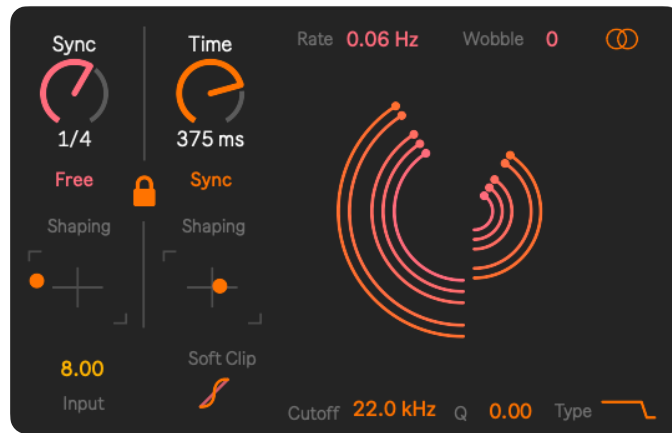 Sync Time Rate 0.06 Hz Wobble 0
1/4 375 ms
Free Sync
Shaping Shaping
8.00 Soft Clip
Input Cutoff 22.0 kHz Q 0.00 Type